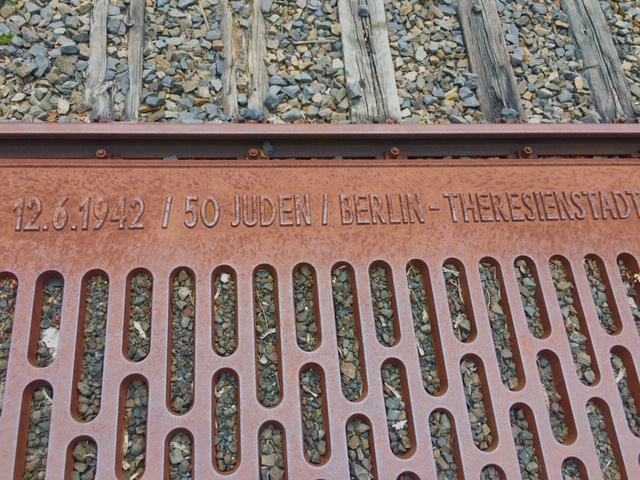 12.6.1942 / 50 JUDEN / BERLIN - THERESIENSTADT